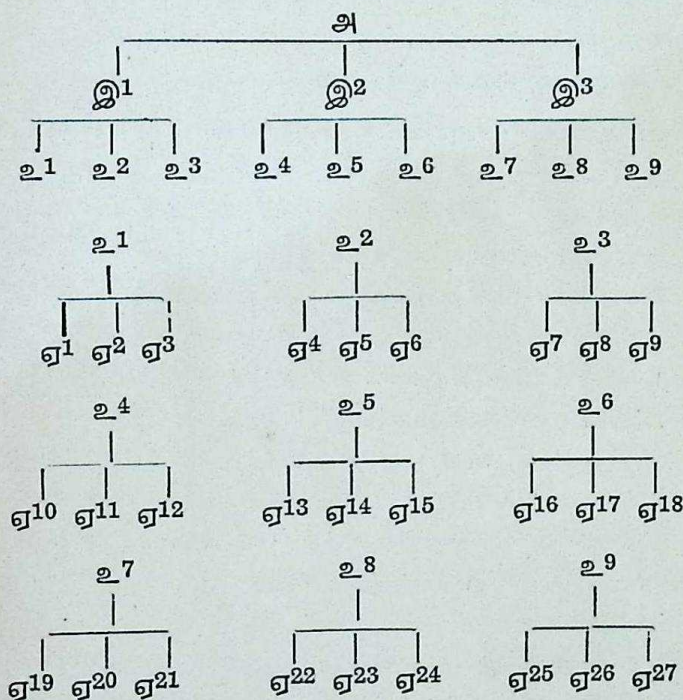 அ
இ1 இ2 இ3
உ1 உ2 உ3 உ4 உ5 உ6 உ7 உ8 உ9
உ1 உ2 உ3
ஏ1 ஏ2 ஏ3 ஏ4 ஏ5 ஏ6 ஏ7 ஏ8 ஏ9
உ4 உ5 உ6
ஏ10 ஏ11 ஏ12 ஏ13 ஏ14 ஏ15 ஏ16 ஏ17 ஏ18
உ7 உ8 உ9
ஏ19 ஏ20 ஏ21 ஏ22 ஏ23 ஏ24 ஏ25 ஏ26 ஏ27